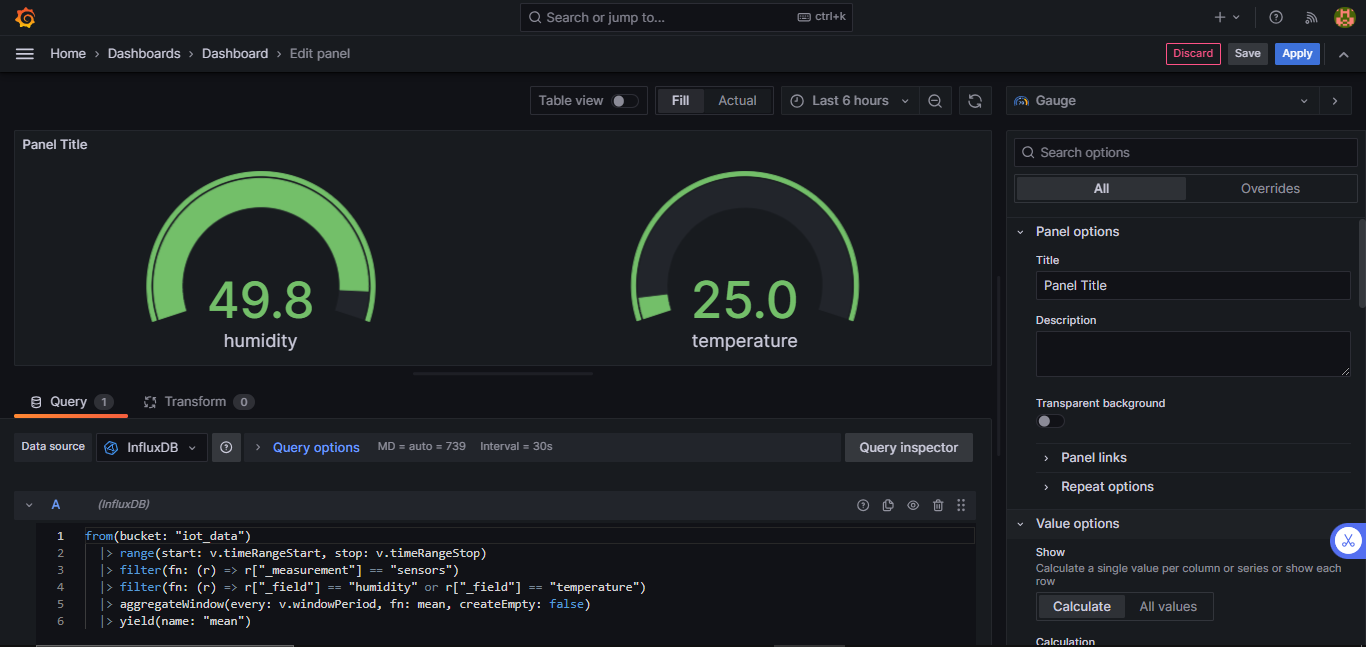 Search or jump to...
ctrl+k
Home › Dashboards › Dashboard › Edit panel
Discard
Save
Apply
Table view
Fill
Actual
Last 6 hours
Gauge
Panel Title
49.8
humidity
25.0
temperature
Search options
All
Overrides
Panel options
Title
Panel Title
Description
Transparent background
Panel links
Repeat options
Value options
Show
Calculate a single value per column or series or show each
row
Calculate
All values
Calculation
Query 1
Transform 0
Data source
InfluxDB
Query options
MD = auto = 739
Interval = 30s
Query inspector
A
(InfluxDB)
1 from(bucket: "iot_data")
2 |> range(start: v.timeRangeStart, stop: v.timeRangeStop)
3 |> filter(fn: (r) => r["_measurement"] == "sensors")
4 |> filter(fn: (r) => r["_field"] == "humidity" or r["_field"] == "temperature")
5 |> aggregateWindow(every: v.windowPeriod, fn: mean, createEmpty: false)
6 |> yield(name: "mean")